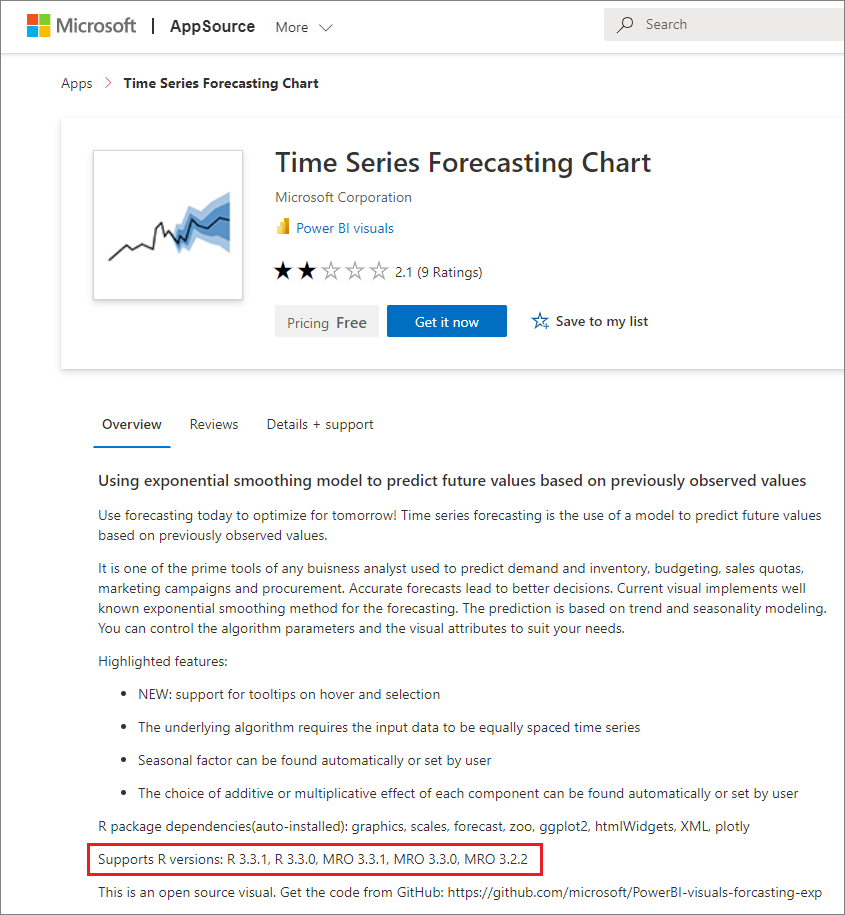 Microsoft | AppSource More
Search
Apps > Time Series Forecasting Chart
Time Series Forecasting Chart
Microsoft Corporation
Power BI visuals
2.1 (9 Ratings)
Pricing Free
Get it now
Save to my list
Overview Reviews Details + support
Using exponential smoothing model to predict future values based on previously observed values
Use forecasting today to optimize for tomorrow! Time series forecasting is the use of a model to predict future values
based on previously observed values.
It is one of the prime tools of any buisness analyst used to predict demand and inventory, budgeting, sales quotas,
marketing campaigns and procurement. Accurate forecasts lead to better decisions. Current visual implements well
known exponential smoothing method for the forecasting. The prediction is based on trend and seasonality modeling.
You can control the algorithm parameters and the visual attributes to suit your needs.
Highlighted features:
• NEW: support for tooltips on hover and selection
• The underlying algorithm requires the input data to be equally spaced time series
• Seasonal factor can be found automatically or set by user
• The choice of additive or multiplicative effect of each component can be found automatically or set by user
R package dependencies(auto-installed): graphics, scales, forecast, zoo, ggplot2, htmlWidgets, XML, plotly
Supports R versions: R 3.3.1, R 3.3.0, MRO 3.3.1, MRO 3.3.0, MRO 3.2.2
This is an open source visual. Get the code from GitHub: https://github.com/microsoft/PowerBI-visuals-forcasting-exp